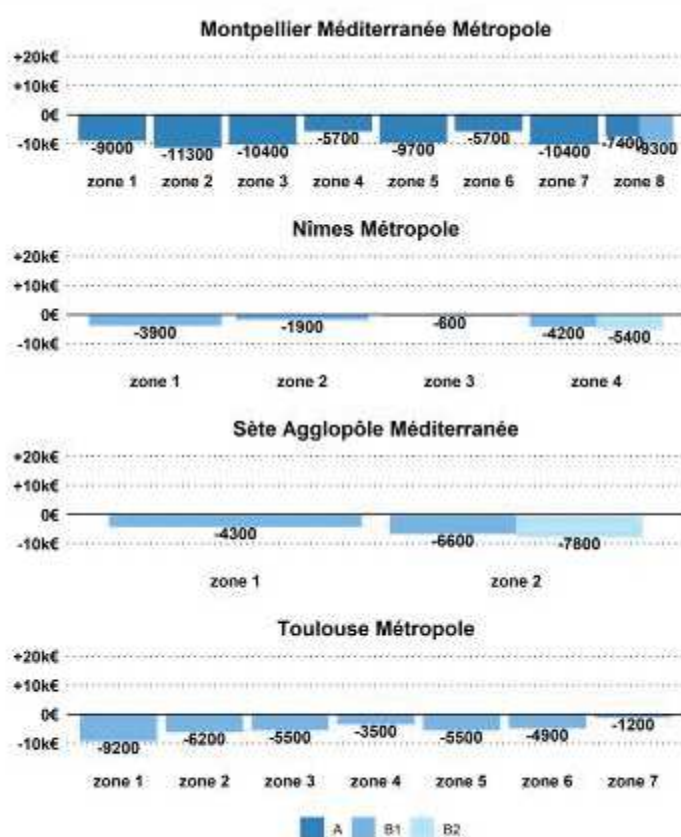 Montpellier Méditerranée Métropole
+20k€
+10k€
0€
-10k€
-9000 -11300 -10400 -5700 -9700 -5700 -10400 -7400 -9300
zone 1 zone 2 zone 3 zone 4 zone 5 zone 6 zone 7 zone 8
Nîmes Métropole
+20k€
+10k€
0€
-10k€
-3900 -1900 -600 -4200 -5400
zone 1 zone 2 zone 3 zone 4
Sète Agglopôle Méditerranée
+20k€
+10k€
0€
-10k€
-4300 -6600 -7800
zone 1 zone 2
Toulouse Métropole
+20k€
+10k€
0€
-10k€
-9200 -6200 -5500 -3500 -5500 -4900 -1200
zone 1 zone 2 zone 3 zone 4 zone 5 zone 6 zone 7
A B1 B2